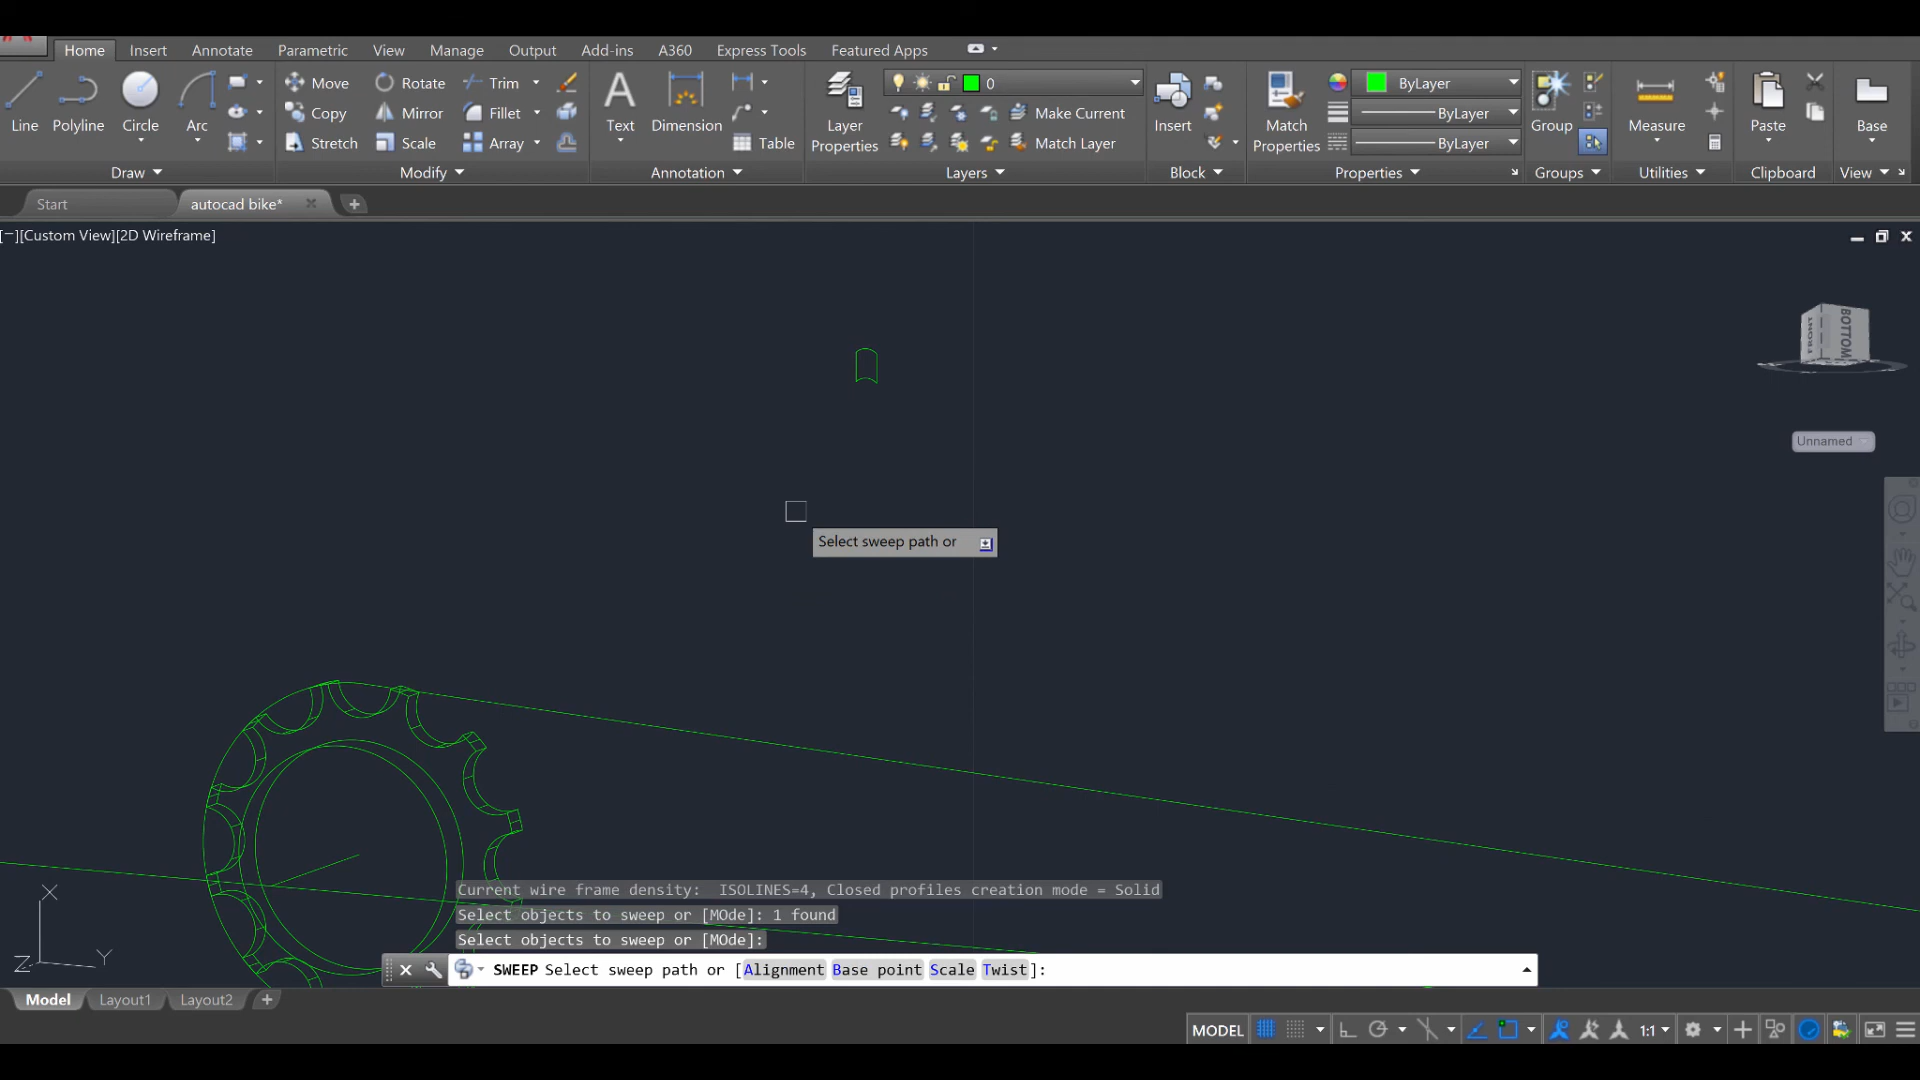 Home Insert Annotate Parametric View Manage Output Add-ins A360 Express Tools Featured Apps
Line Polyline Circle Arc
Move Rotate Trim
Copy Mirror Fillet
Stretch Scale Array
Text Dimension
Table
Layer Properties
0
Make Current
Match Layer
Insert
Match Properties
ByLayer
ByLayer
ByLayer
Group
Measure
Paste
Base
Draw Modify Annotation Layers Block Properties Groups Utilities Clipboard View
Start autocad bike*
[−][Custom View][2D Wireframe]
FRONT BOTTOM
Unnamed
Select sweep path or
X
Y
Z
Current wire frame density: ISOLINES=4, Closed profiles creation mode = Solid
Select objects to sweep or [MOde]: 1 found
Select objects to sweep or [MOde]:
SWEEP Select sweep path or [Alignment Base point Scale Twist]:
Model Layout1 Layout2
MODEL 1:1